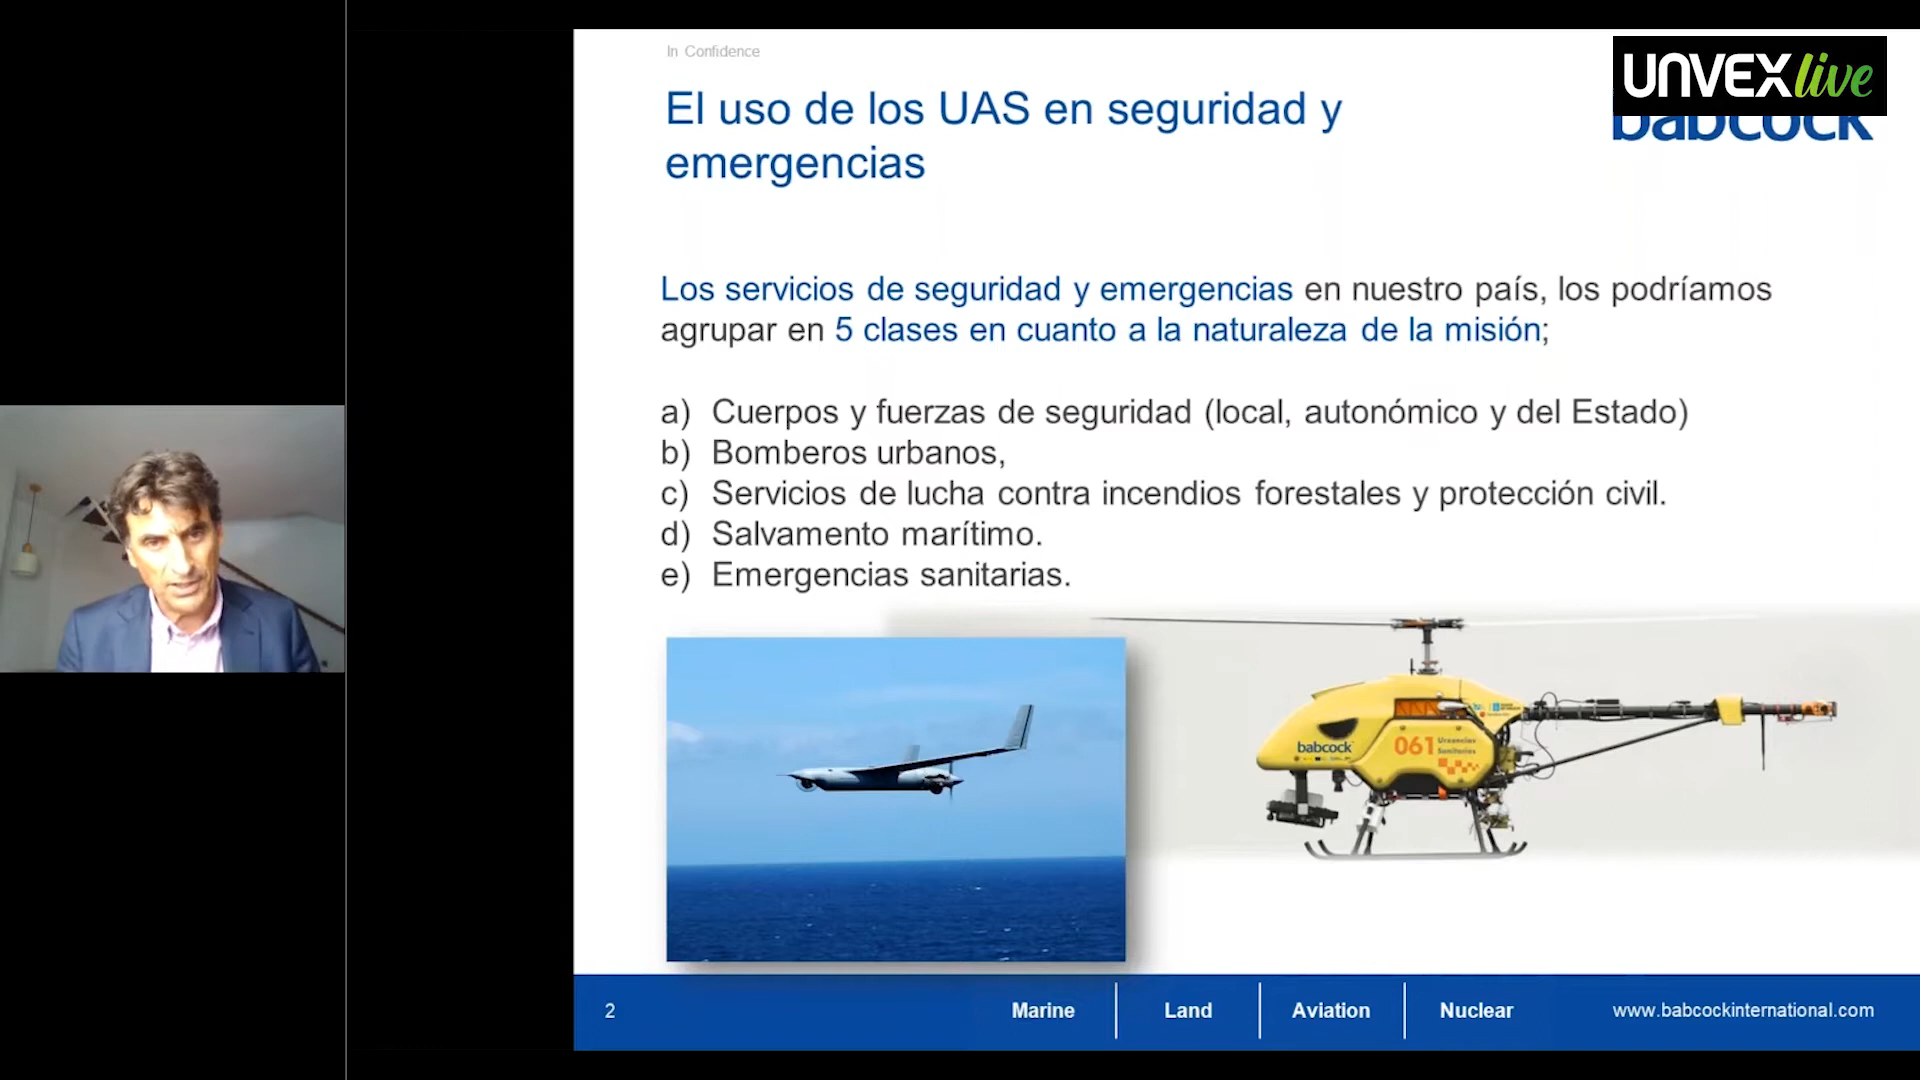 In Confidence
UNVEX live
babcock
El uso de los UAS en seguridad y
emergencias
Los servicios de seguridad y emergencias en nuestro país, los podríamos
agrupar en 5 clases en cuanto a la naturaleza de la misión;
a) Cuerpos y fuerzas de seguridad (local, autonómico y del Estado)
b) Bomberos urbanos,
c) Servicios de lucha contra incendios forestales y protección civil.
d) Salvamento marítimo.
e) Emergencias sanitarias.
babcock
061 Urxencias
Sanitarias
2
Marine
Land
Aviation
Nuclear
www.babcockinternational.com